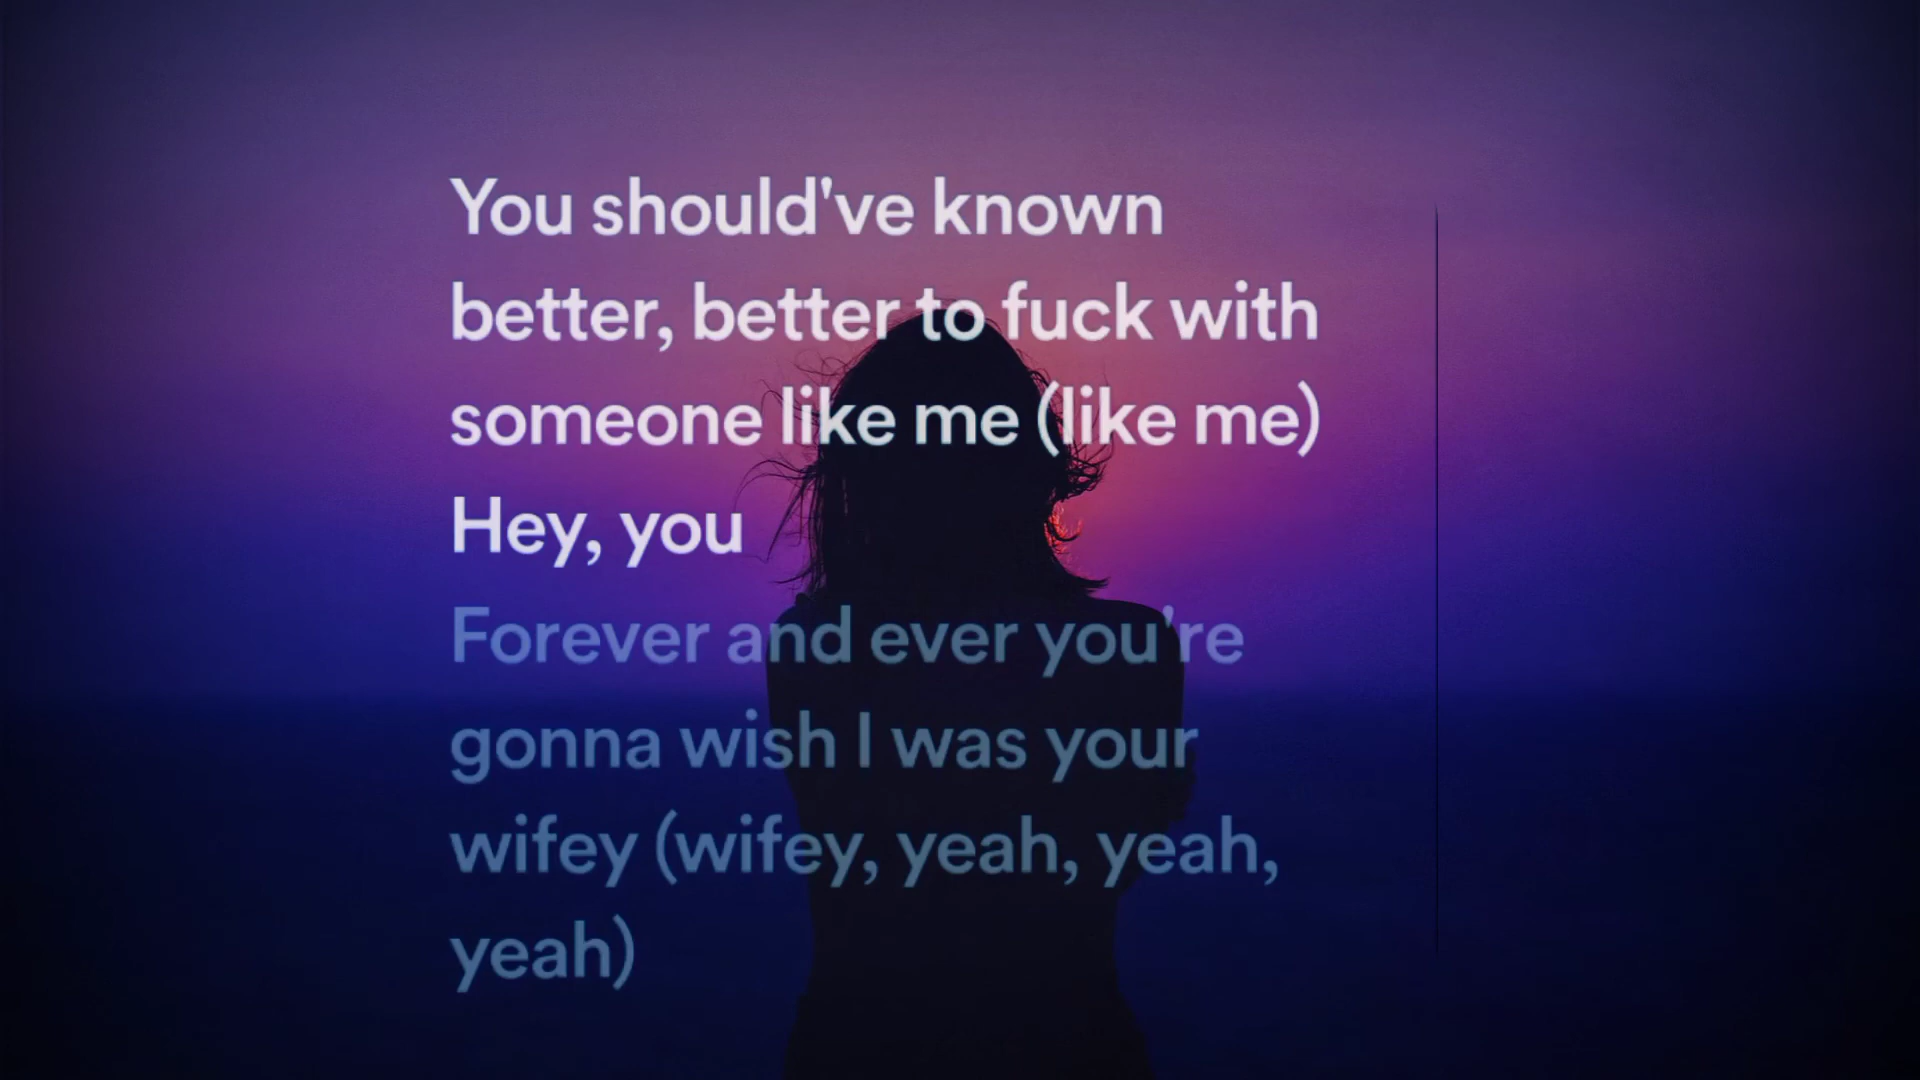 You should've known
better, better to fuck with
someone like me (like me)
Hey, you
Forever and ever you're
gonna wish I was your
wifey (wifey, yeah, yeah,
yeah)